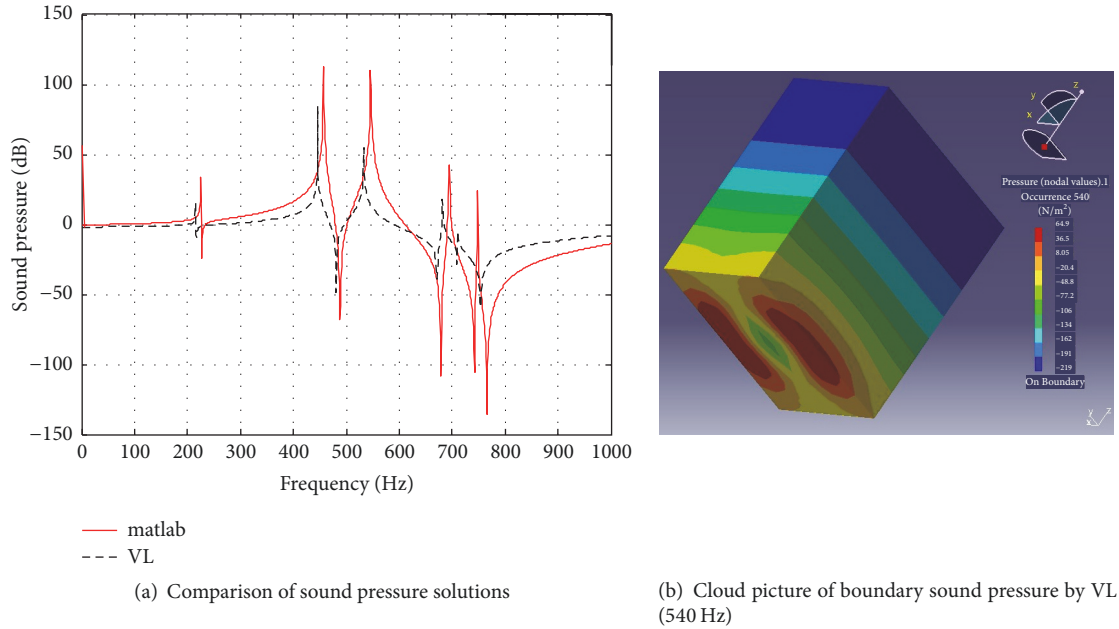 150
100
50
0
−50
−100
−150
Sound pressure (dB)
0 100 200 300 400 500 600 700 800 900 1000
Frequency (Hz)
matlab
VL
(a) Comparison of sound pressure solutions
z
y
x
Pressure (nodal values).1
Occurrence 540
(N/m²)
64.9
36.5
8.05
−20.4
−48.8
−77.2
−106
−134
−162
−191
−219
On Boundary
y
x
z
(b) Cloud picture of boundary sound pressure by VL
(540 Hz)